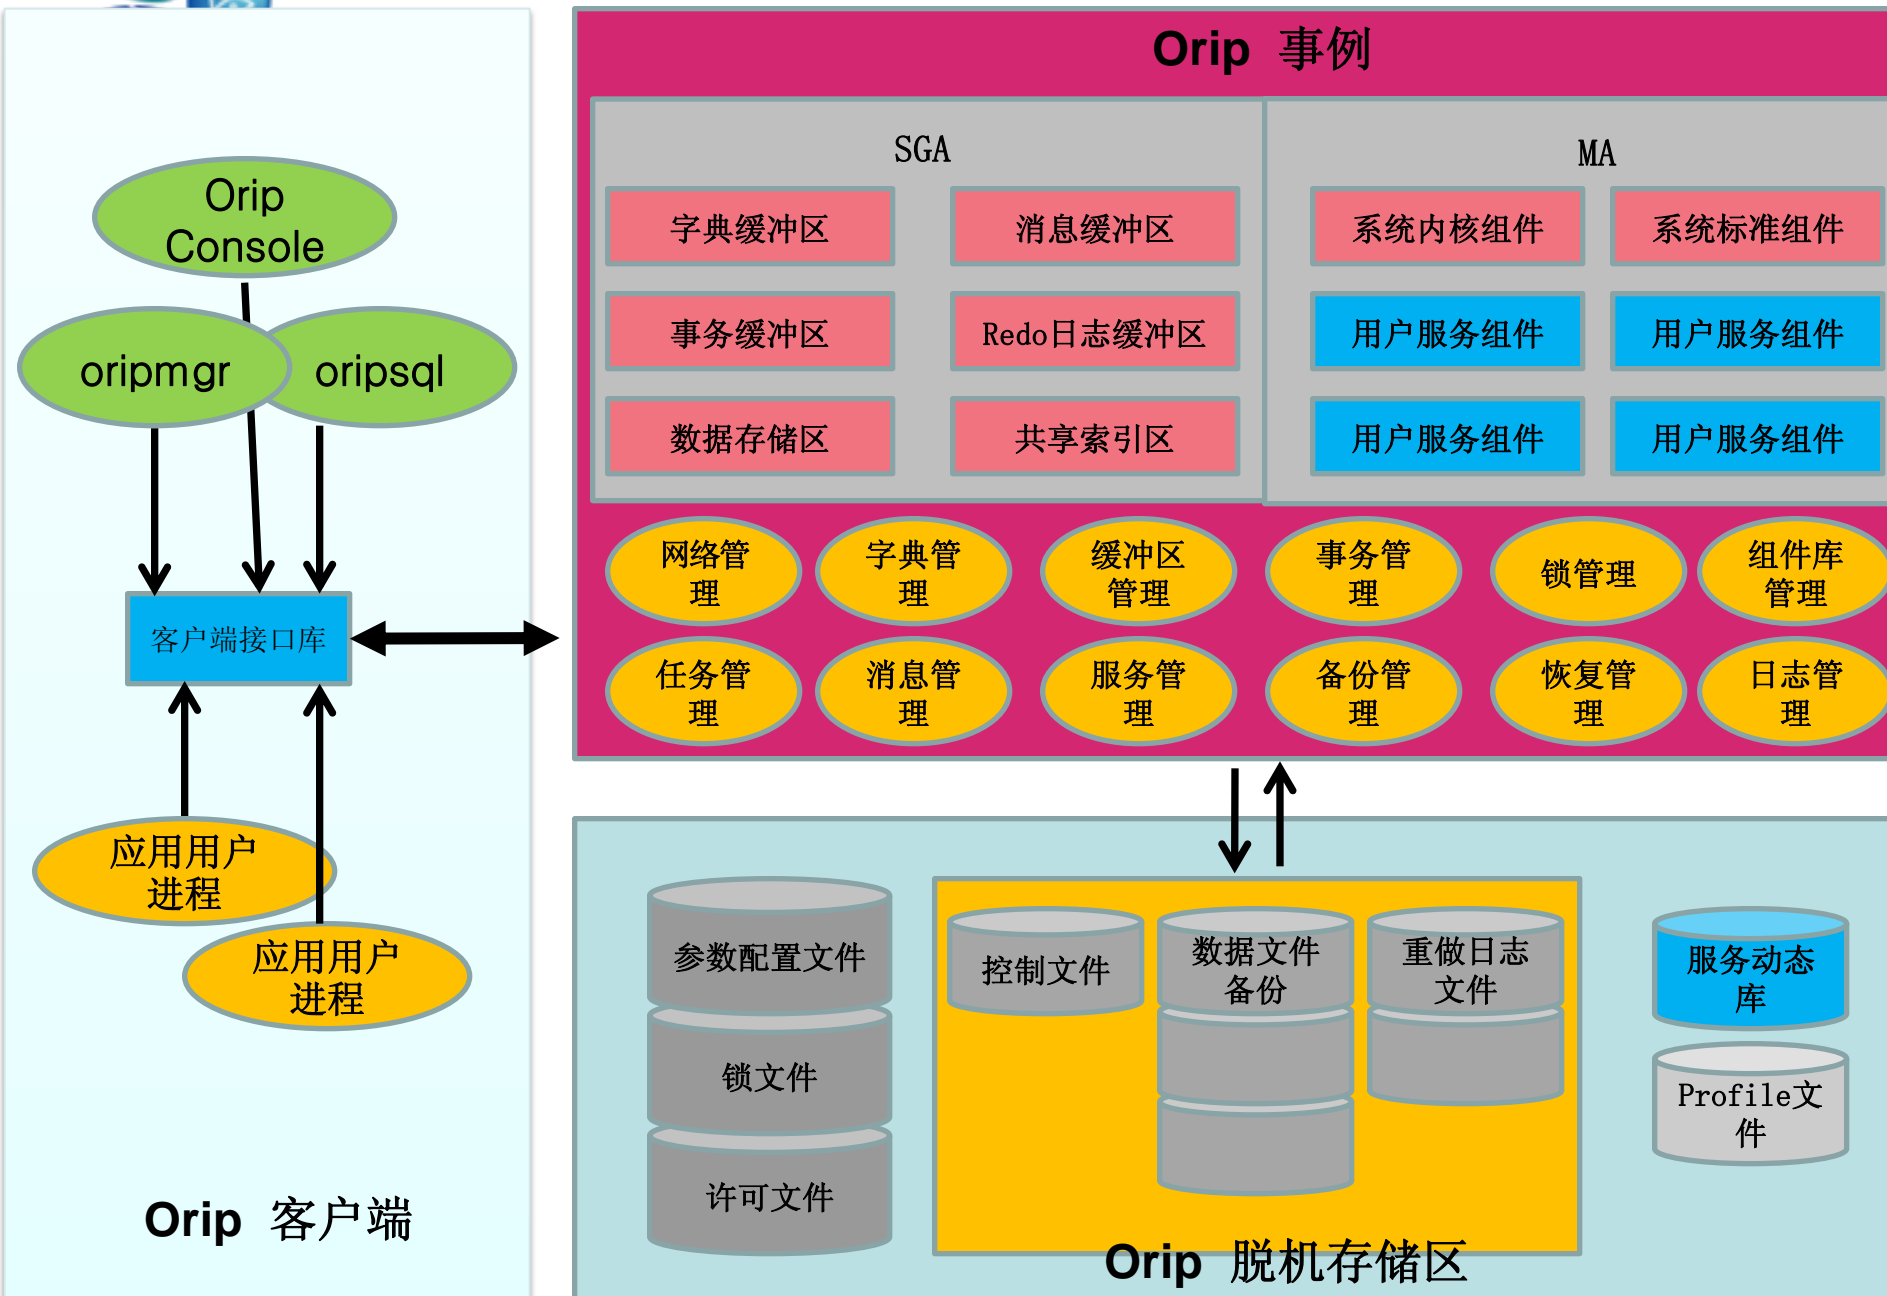 Orip
Console
oripmgr
oripsql
客户端接口库
应用用户
进程
应用用户
进程
Orip 客户端
Orip 事例
SGA
字典缓冲区
消息缓冲区
事务缓冲区
Redo日志缓冲区
数据存储区
共享索引区
MA
系统内核组件
系统标准组件
用户服务组件
用户服务组件
用户服务组件
用户服务组件
网络管
理
字典管
理
缓冲区
管理
事务管
理
锁管理
组件库
管理
任务管
理
消息管
理
服务管
理
备份管
理
恢复管
理
日志管
理
参数配置文件
锁文件
许可文件
控制文件
数据文件
备份
重做日志
文件
服务动态
库
Profile文
件
Orip 脱机存储区